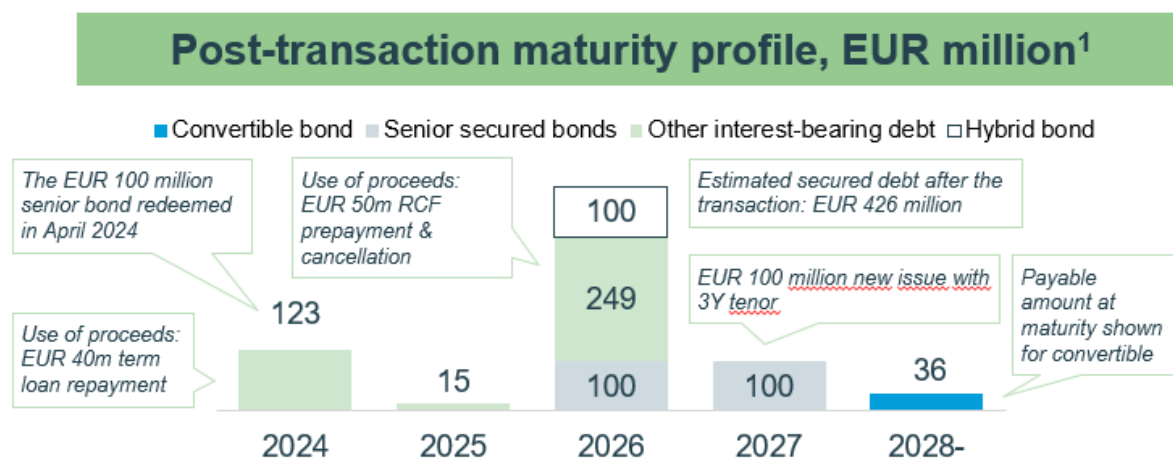 Post-transaction maturity profile, EUR million1
Convertible bond Senior secured bonds Other interest-bearing debt Hybrid bond
The EUR 100 million
senior bond redeemed
in April 2024
Use of proceeds:
EUR 50m RCF
prepayment &
cancellation
Estimated secured debt after the
transaction: EUR 426 million
EUR 100 million new issue with
3Y tenor
Payable
amount at
maturity shown
for convertible
Use of proceeds:
EUR 40m term
loan repayment
123
15
100
249
100
100
36
2024 2025 2026 2027 2028-